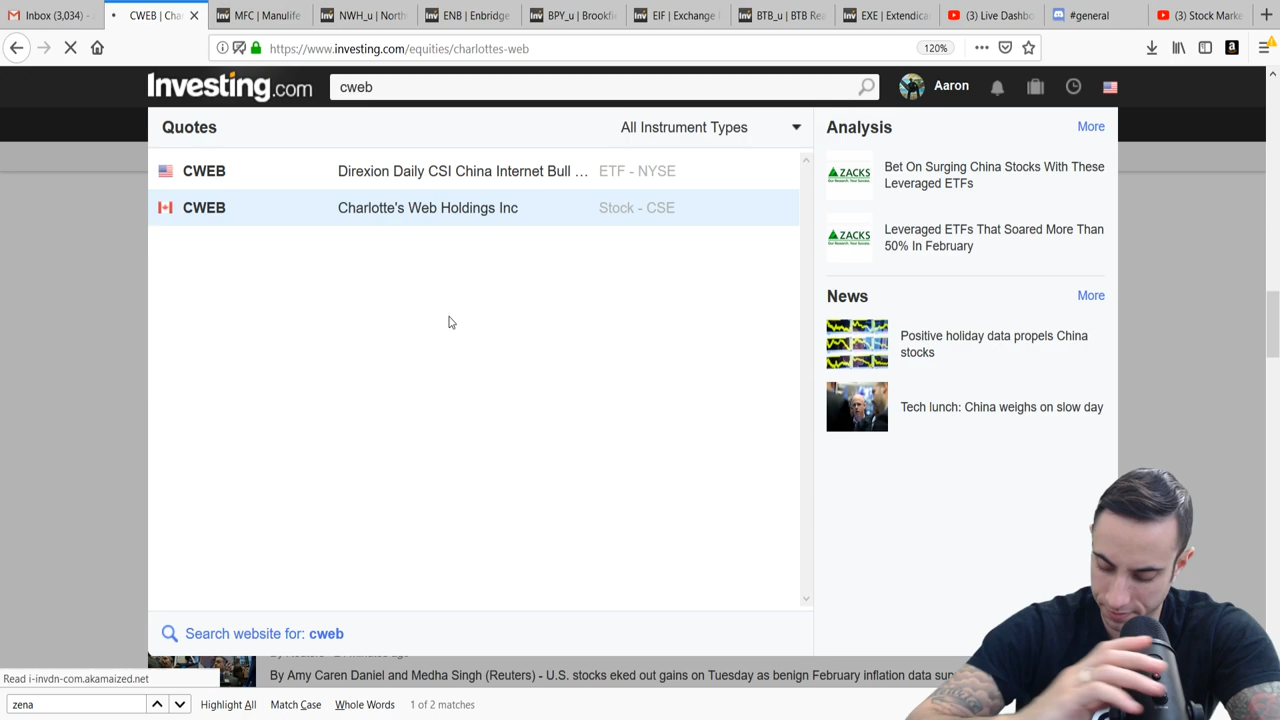 Inbox (3,034) -
CWEB | Cha
MFC | Manulife
NWH_u | North
ENB | Enbridge
BPY_u | Brookfi
EIF | Exchange
BTB_u | BTB Rea
EXE | Extendica
(3) Live Dashbo
#general
(3) Stock Marke
https://www.investing.com/equities/charlottes-web
120%
Investing.com
cweb
Aaron
Quotes
All Instrument Types
CWEB Direxion Daily CSI China Internet Bull ... ETF - NYSE
CWEB Charlotte's Web Holdings Inc Stock - CSE
Search website for: cweb
Analysis
More
ZACKS
Bet On Surging China Stocks With These
Leveraged ETFs
ZACKS
Leveraged ETFs That Soared More Than
50% In February
News
More
Positive holiday data propels China
stocks
Tech lunch: China weighs on slow day
By Amy Caren Daniel and Medha Singh (Reuters) - U.S. stocks eked out gains on Tuesday as benign February inflation data
Read i-invdn-com.akamaized.net
zena
Highlight All
Match Case
Whole Words
1 of 2 matches